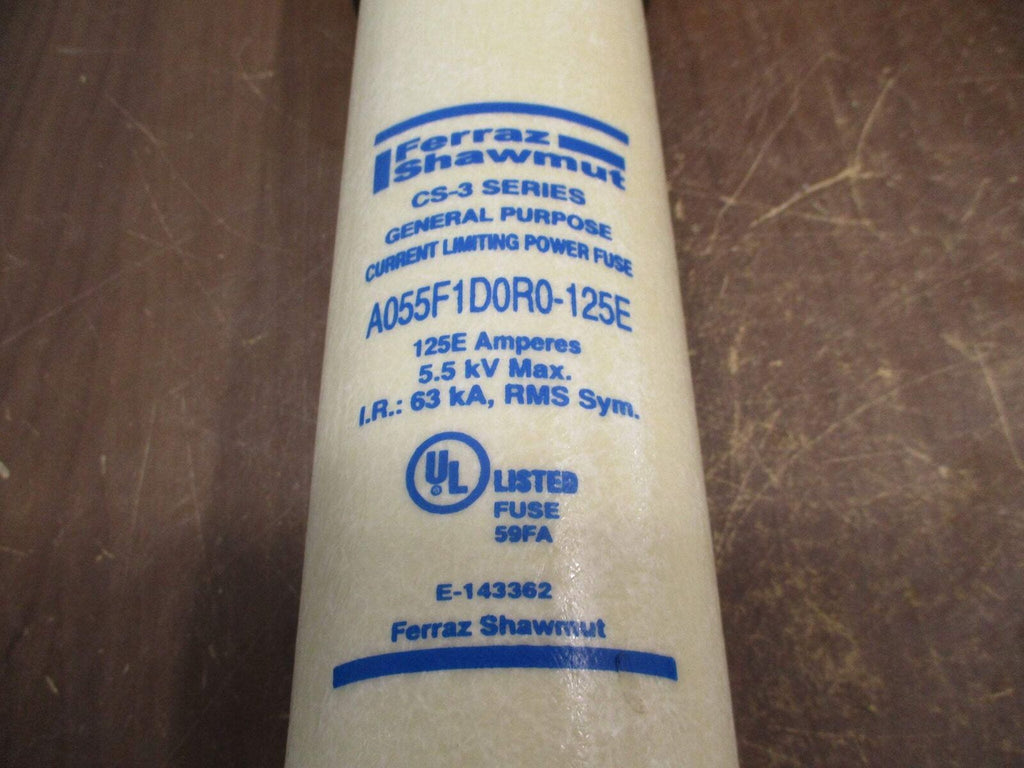 Ferraz
Shawmut
CS-3 SERIES
GENERAL PURPOSE
CURRENT LIMITING POWER FUSE
A055F1D0R0-125E
125E Amperes
5.5 kV Max.
I.R.: 63 kA, RMS Sym.
UL ® LISTED
FUSE
59FA
E-143362
Ferraz Shawmut